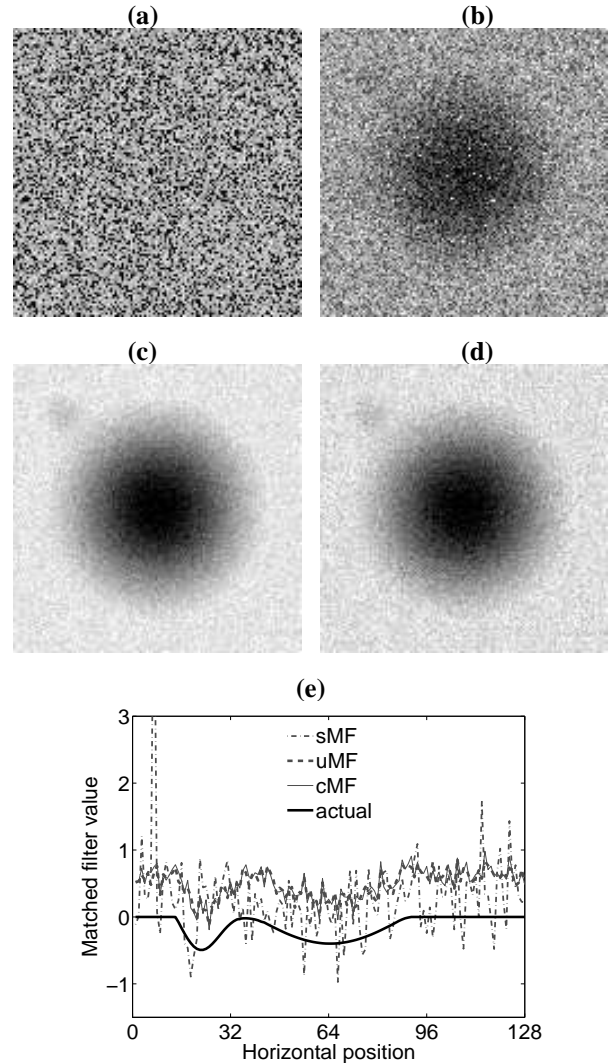 (a)
(b)
(c)
(d)
(e)
3
2
1
0
−1
Matched filter value
sMF
uMF
cMF
actual
0 32 64 96 128
Horizontal position